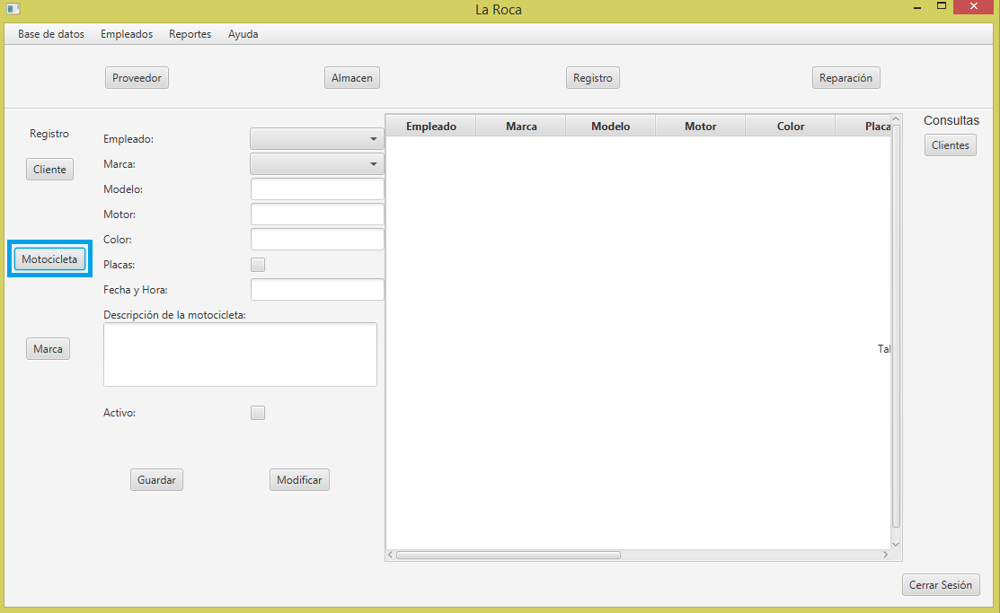 La Roca
Base de datos Empleados Reportes Ayuda
Proveedor Almacen Registro Reparación
Registro
Cliente
Motocicleta
Marca
Empleado:
Marca:
Modelo:
Motor:
Color:
Placas:
Fecha y Hora:
Descripción de la motocicleta:
Activo:
Guardar Modificar
Empleado Marca Modelo Motor Color Placa
Tal
Consultas
Clientes
Cerrar Sesión